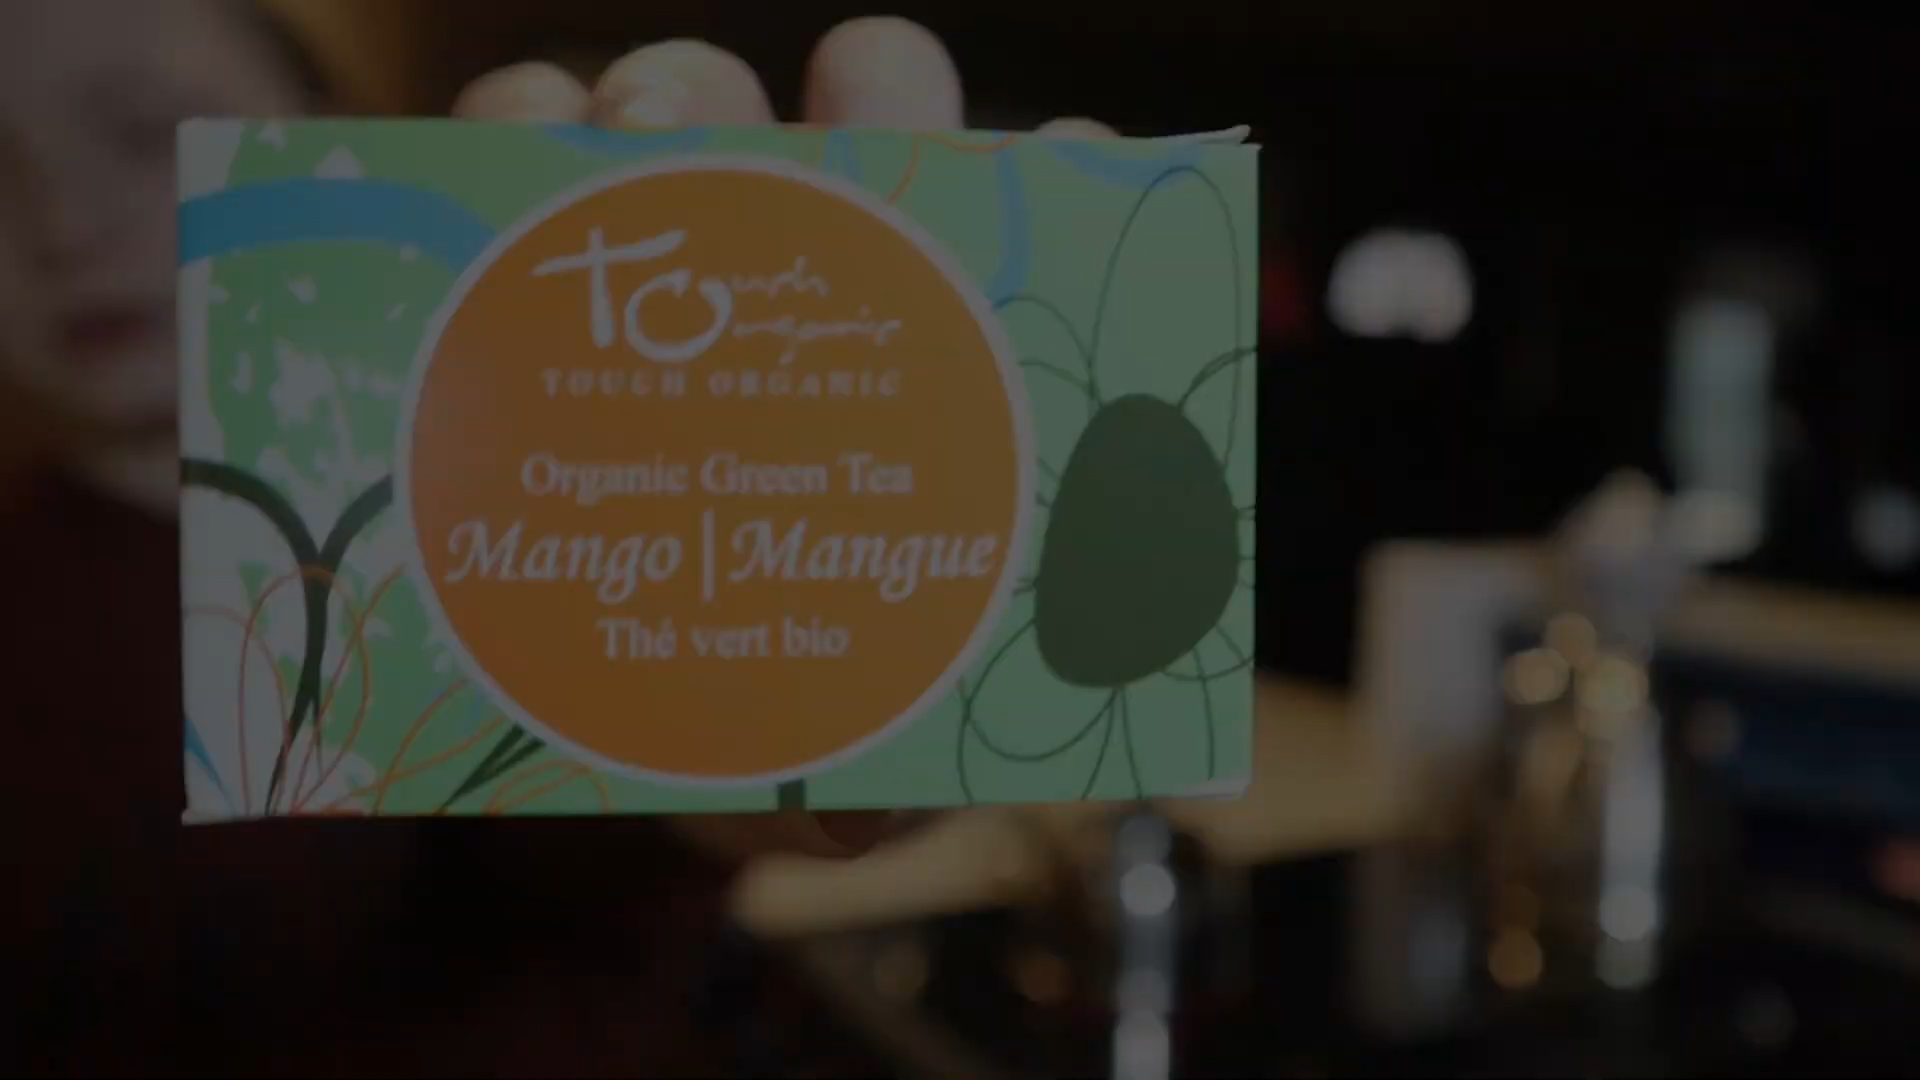 Touch
organic
TOUCH ORGANIC
Organic Green Tea
Mango | Mangue
Thé vert bio